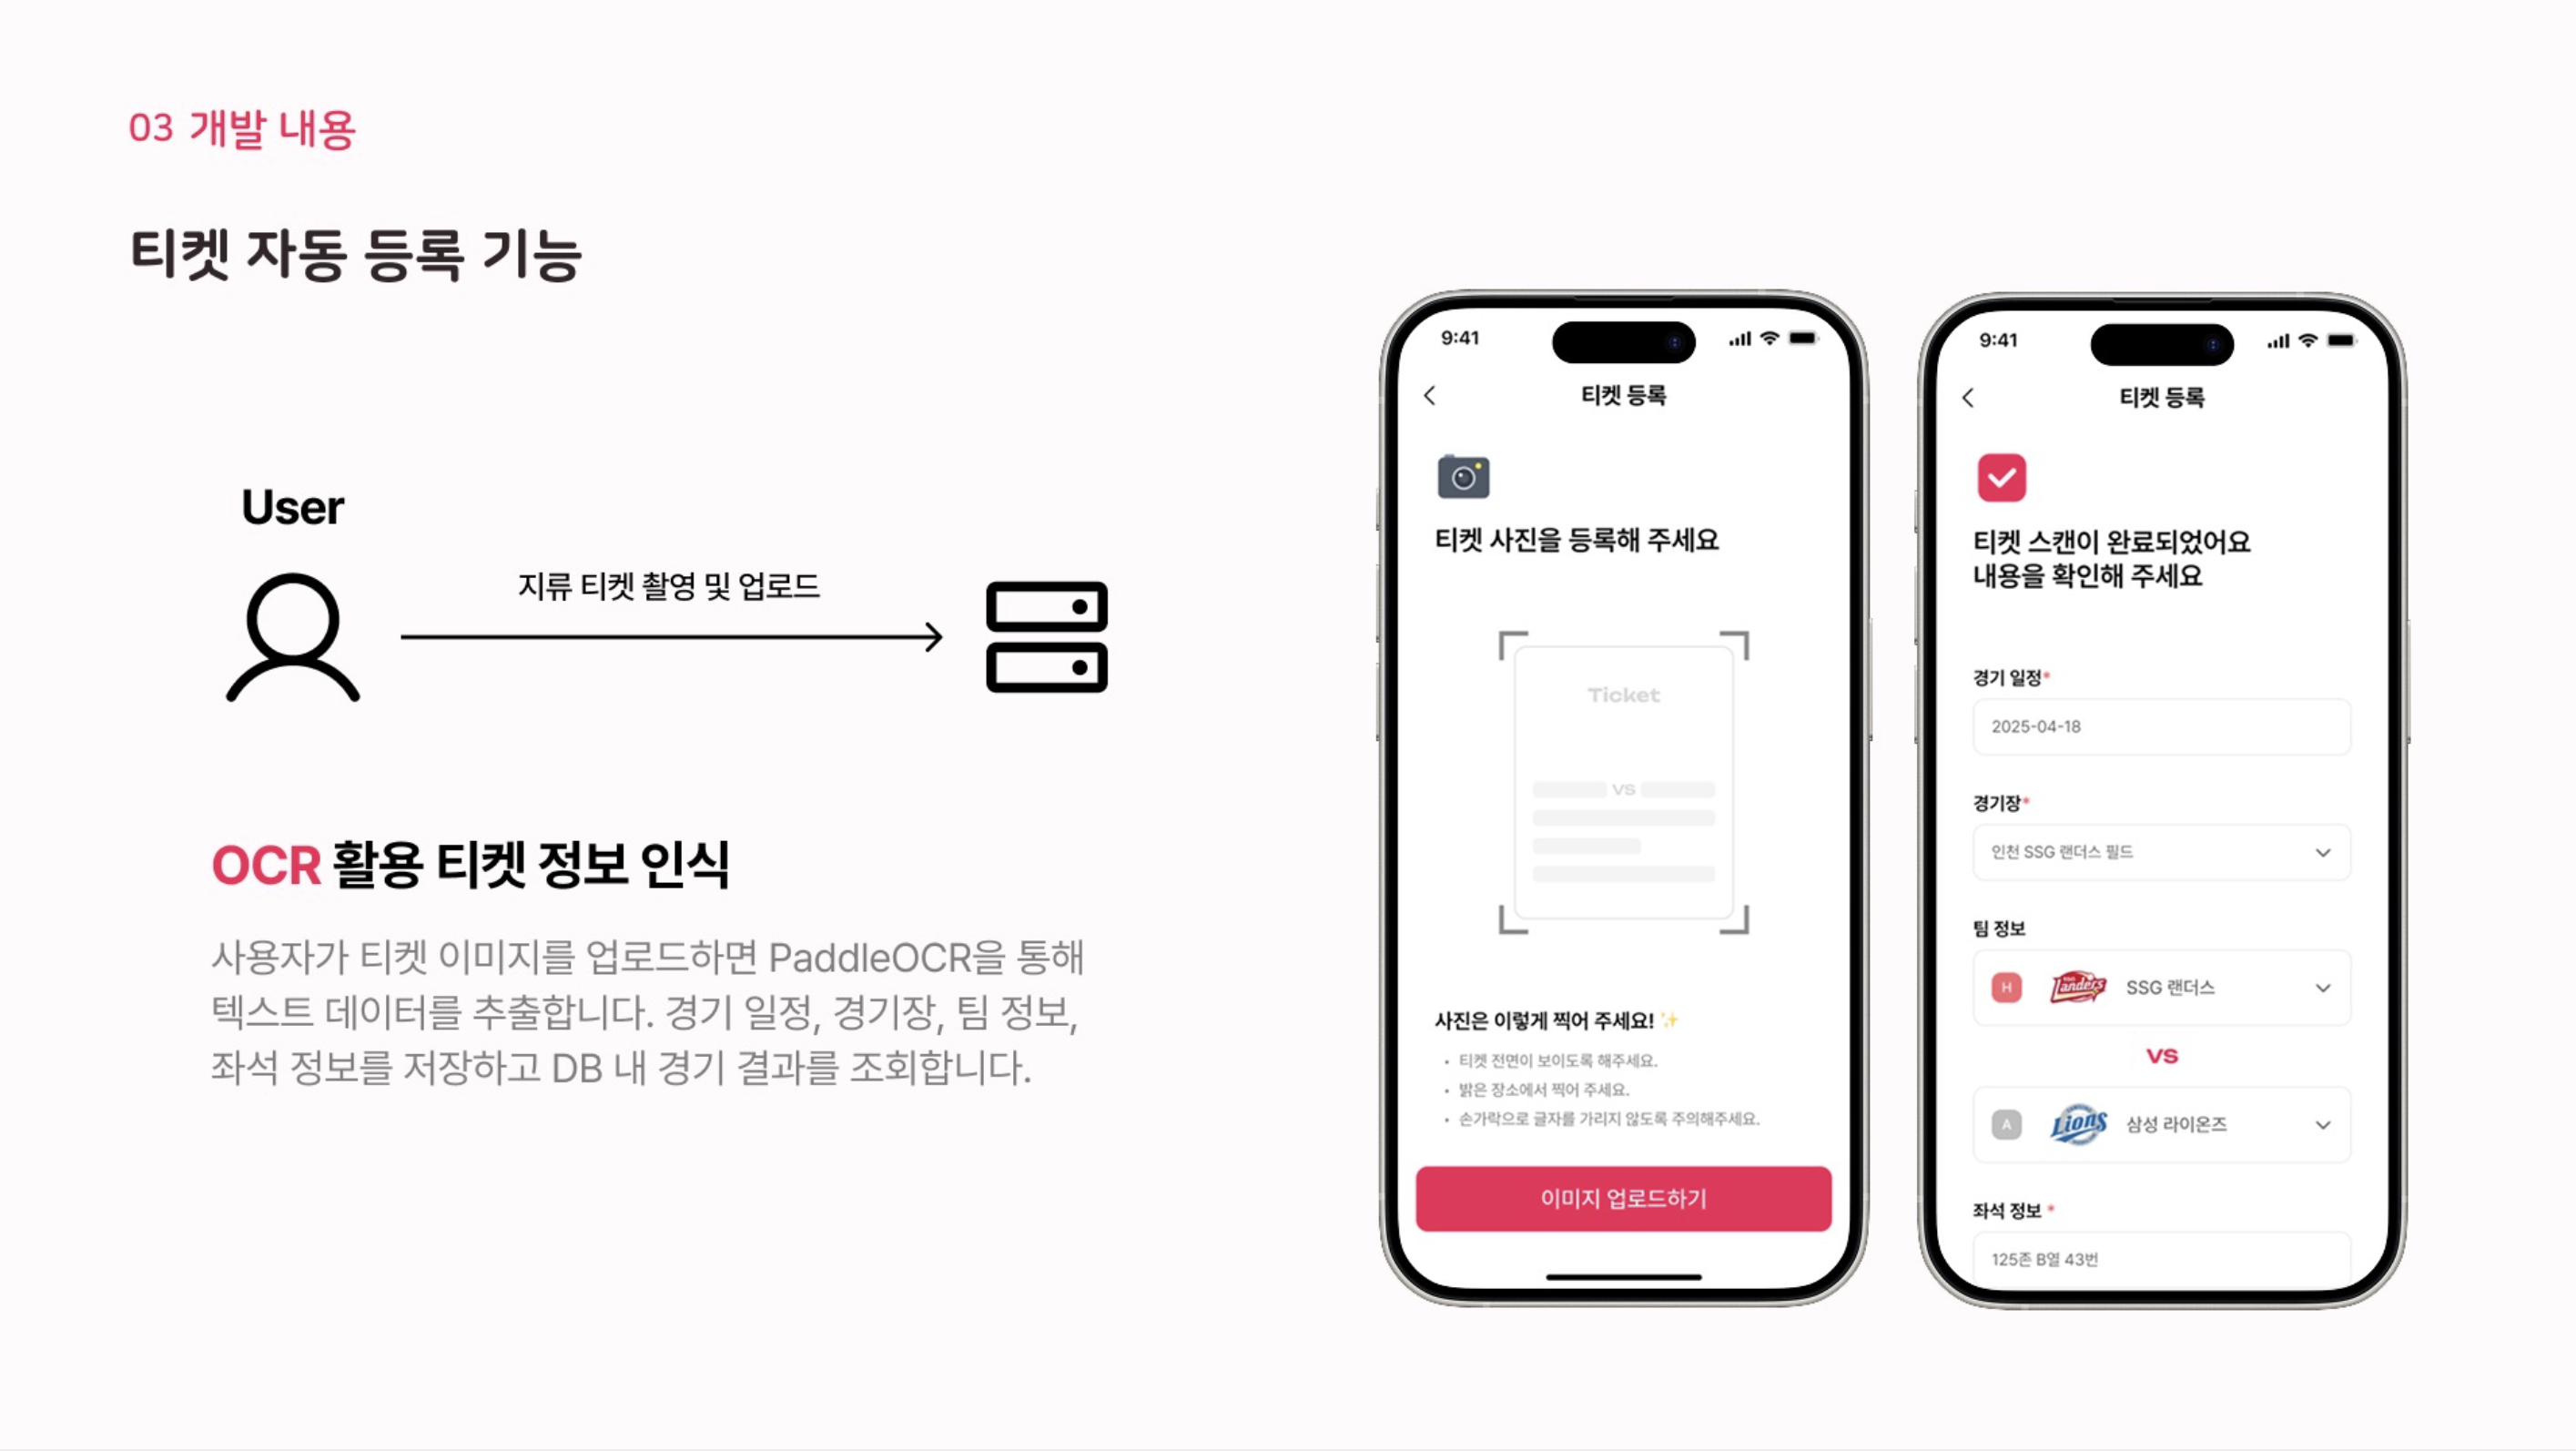 03 개발 내용
티켓 자동 등록 기능
User
지류 티켓 촬영 및 업로드
OCR 활용 티켓 정보 인식
사용자가 티켓 이미지를 업로드하면 PaddleOCR을 통해
텍스트 데이터를 추출합니다. 경기 일정, 경기장, 팀 정보,
좌석 정보를 저장하고 DB 내 경기 결과를 조회합니다.
9:41
티켓 등록
티켓 사진을 등록해 주세요
Ticket
VS
사진은 이렇게 찍어 주세요! ✨
• 티켓 전면이 보이도록 해주세요.
• 밝은 장소에서 찍어 주세요.
• 손가락으로 글자를 가리지 않도록 주의해주세요.
이미지 업로드하기
9:41
티켓 등록
티켓 스캔이 완료되었어요
내용을 확인해 주세요
경기 일정*
2025-04-18
경기장*
인천 SSG 랜더스 필드
팀 정보
H Landers SSG 랜더스
VS
A Lions 삼성 라이온즈
좌석 정보 *
125존 B열 43번